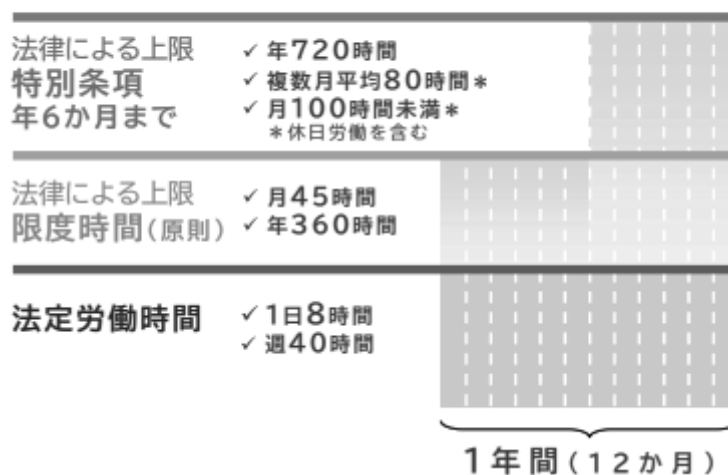 法律による上限
特別条項
年6か月まで
✓ 年720時間
✓ 複数月平均80時間＊
✓ 月100時間未満＊
＊休日労働を含む
法律による上限
限度時間(原則)
✓ 月45時間
✓ 年360時間
法定労働時間
✓ 1日8時間
✓ 週40時間
1年間(12か月)